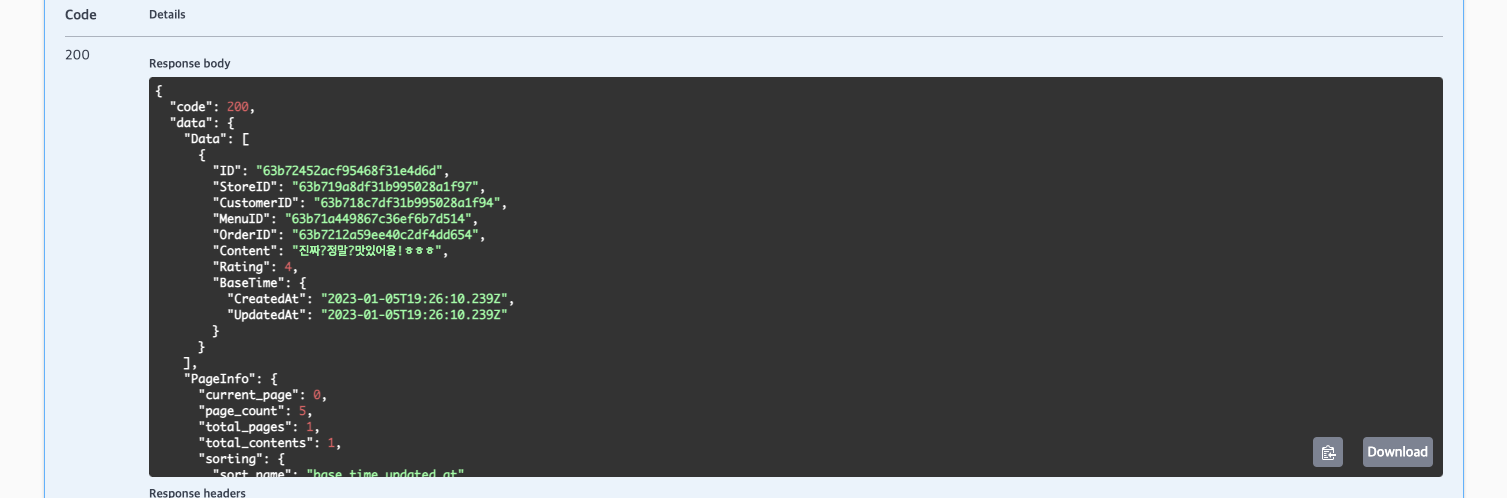 Code Details
200
Response body
{
"code": 200,
"data": {
"Data": [
{
"ID": "63b72452acf95468f31e4d6d",
"StoreID": "63b719a8df31b995028a1f97",
"CustomerID": "63b718c7df31b995028a1f94",
"MenuID": "63b71a449867c36ef6b7d514",
"OrderID": "63b7212a59ee40c2df4dd654",
"Content": "진짜?정말?맛있어용!ㅎㅎㅎ",
"Rating": 4,
"BaseTime": {
"CreatedAt": "2023-01-05T19:26:10.239Z",
"UpdatedAt": "2023-01-05T19:26:10.239Z"
}
}
],
"PageInfo": {
"current_page": 0,
"page_count": 5,
"total_pages": 1,
"total_contents": 1,
"sorting": {
"sort_name": "base_time.updated_at"
Download
Response headers